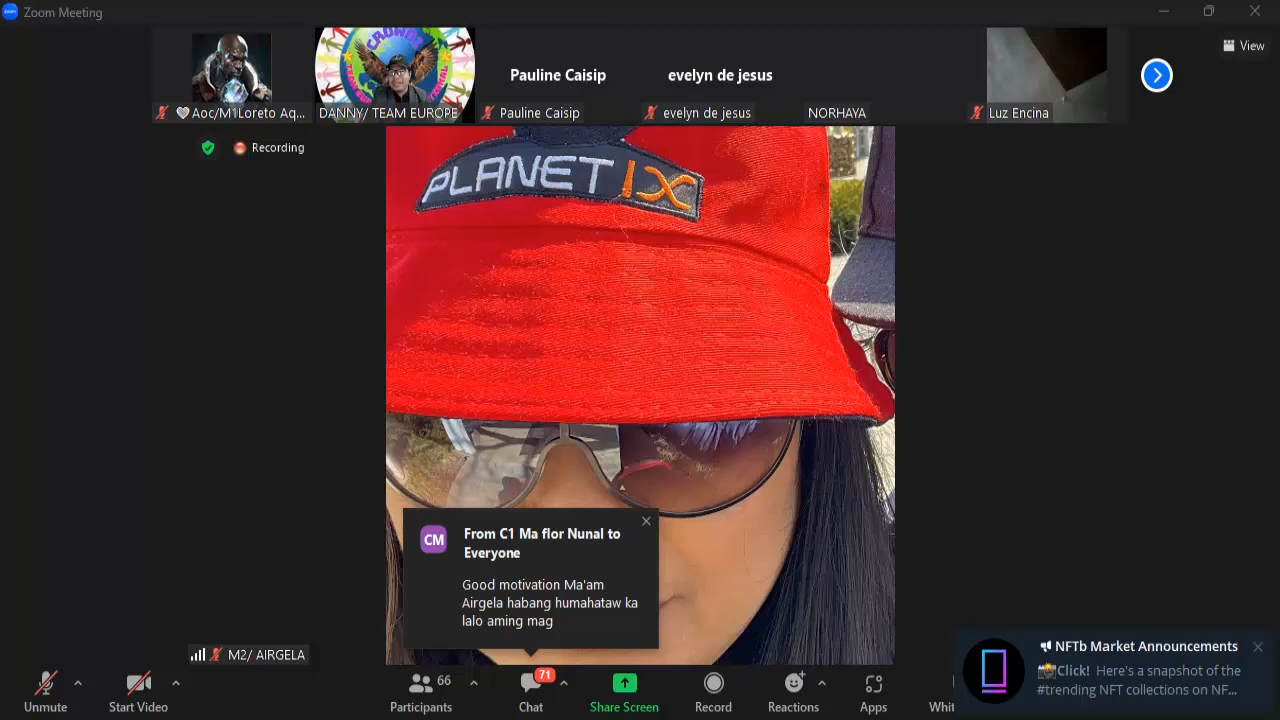 Zoom Meeting
View
CROWD1
Pauline Caisip
evelyn de jesus
Aoc/M1Loreto Aq...
DANNY/ TEAM EUROPE
Pauline Caisip
evelyn de jesus
NORHAYA
Luz Encina
Recording
PLANET IX
From C1 Ma flor Nunal to
Everyone
CM
Good motivation Ma'am
Airgela habang humahataw ka
lalo aming mag
M2/ AIRGELA
NFTb Market Announcements
Click! Here's a snapshot of the
#trending NFT collections on NF...
66
71
Unmute
Start Video
Participants
Chat
Share Screen
Record
Reactions
Apps
Whit